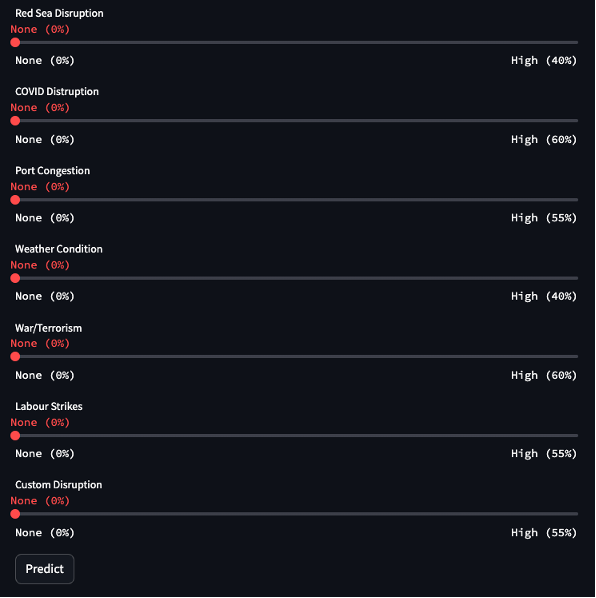 Red Sea Disruption
None (0%)
None (0%) High (40%)
COVID Distruption
None (0%)
None (0%) High (60%)
Port Congestion
None (0%)
None (0%) High (55%)
Weather Condition
None (0%)
None (0%) High (40%)
War/Terrorism
None (0%)
None (0%) High (60%)
Labour Strikes
None (0%)
None (0%) High (55%)
Custom Disruption
None (0%)
None (0%) High (55%)
Predict